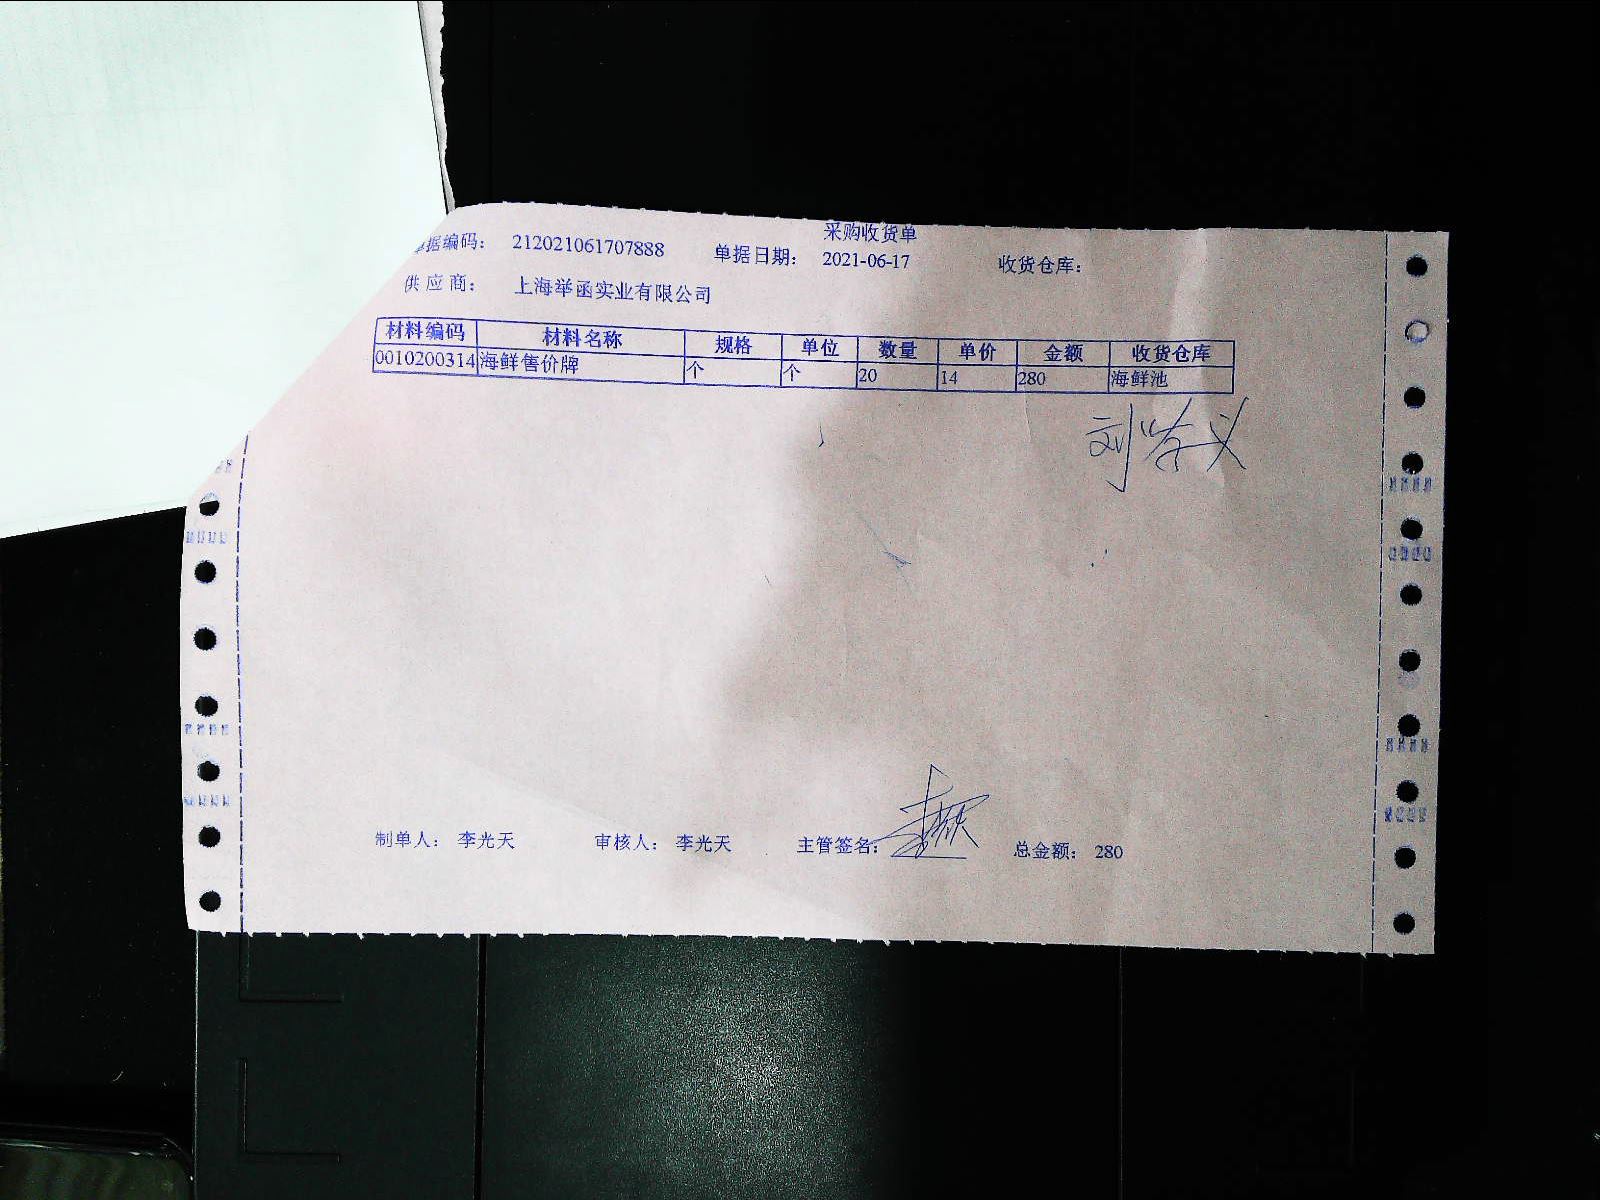 采购收货单
单据编码： 212021061707888 单据日期： 2021-06-17 收货仓库：
供应商： 上海举函实业有限公司
材料编码 材料名称 规格 单位 数量 单价 金额 收货仓库
0010200314 海鲜售价牌 个 个 20 14 280 海鲜池
制单人： 李光天 审核人： 李光天 主管签名： 总金额： 280